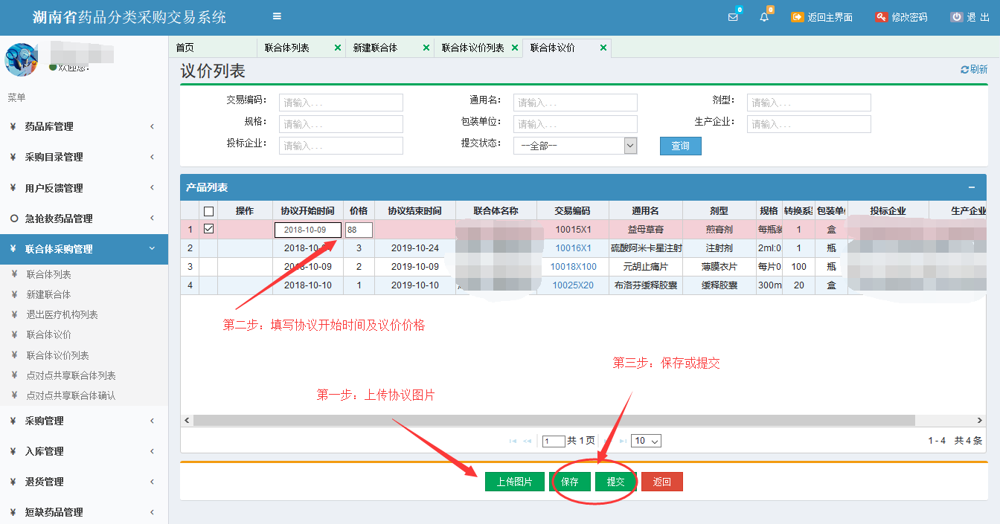 湖南省药品分类采购交易系统
0
0
返回主界面
修改密码
退 出
欢迎您:
菜单
¥ 药品库管理
¥ 采购目录管理
¥ 用户反馈管理
急抢救药品管理
¥ 联合体采购管理
¥ 联合体列表
¥ 新建联合体
¥ 退出医疗机构列表
¥ 联合体议价
¥ 联合体议价列表
¥ 点对点共享联合体列表
¥ 点对点共享联合体确认
¥ 采购管理
¥ 入库管理
¥ 退货管理
¥ 短缺药品管理
首页 联合体列表 新建联合体 联合体议价列表 联合体议价
议价列表 刷新
交易编码: 请输入... 通用名: 请输入... 剂型: 请输入...
规格: 请输入... 包装单位: 请输入... 生产企业: 请输入...
投标企业: 请输入... 提交状态: --全部-- 查询
产品列表
操作 协议开始时间 价格 协议结束时间 联合体名称 交易编码 通用名 剂型 规格 转换系 包装单 投标企业 生产企业
1 2018-10-09 88 10015X1 益母草膏 煎膏剂 每瓶装 1 盒
2 2018-10- 3 2019-10-24 10016X1 硫酸阿米卡星注射 注射剂 2ml:0 1 瓶
3 2018-10-09 2 2019-10-09 10018X100 元胡止痛片 薄膜衣片 每片0 100 瓶
4 2018-10-10 1 2019-10-10 10025X20 布洛芬缓释胶囊 缓释胶囊 300m 20 盒
第二步：填写协议开始时间及议价价格
第三步：保存或提交
第一步：上传协议图片
1 共 1 页 10 1 - 4 共 4 条
上传图片 保存 提交 返回